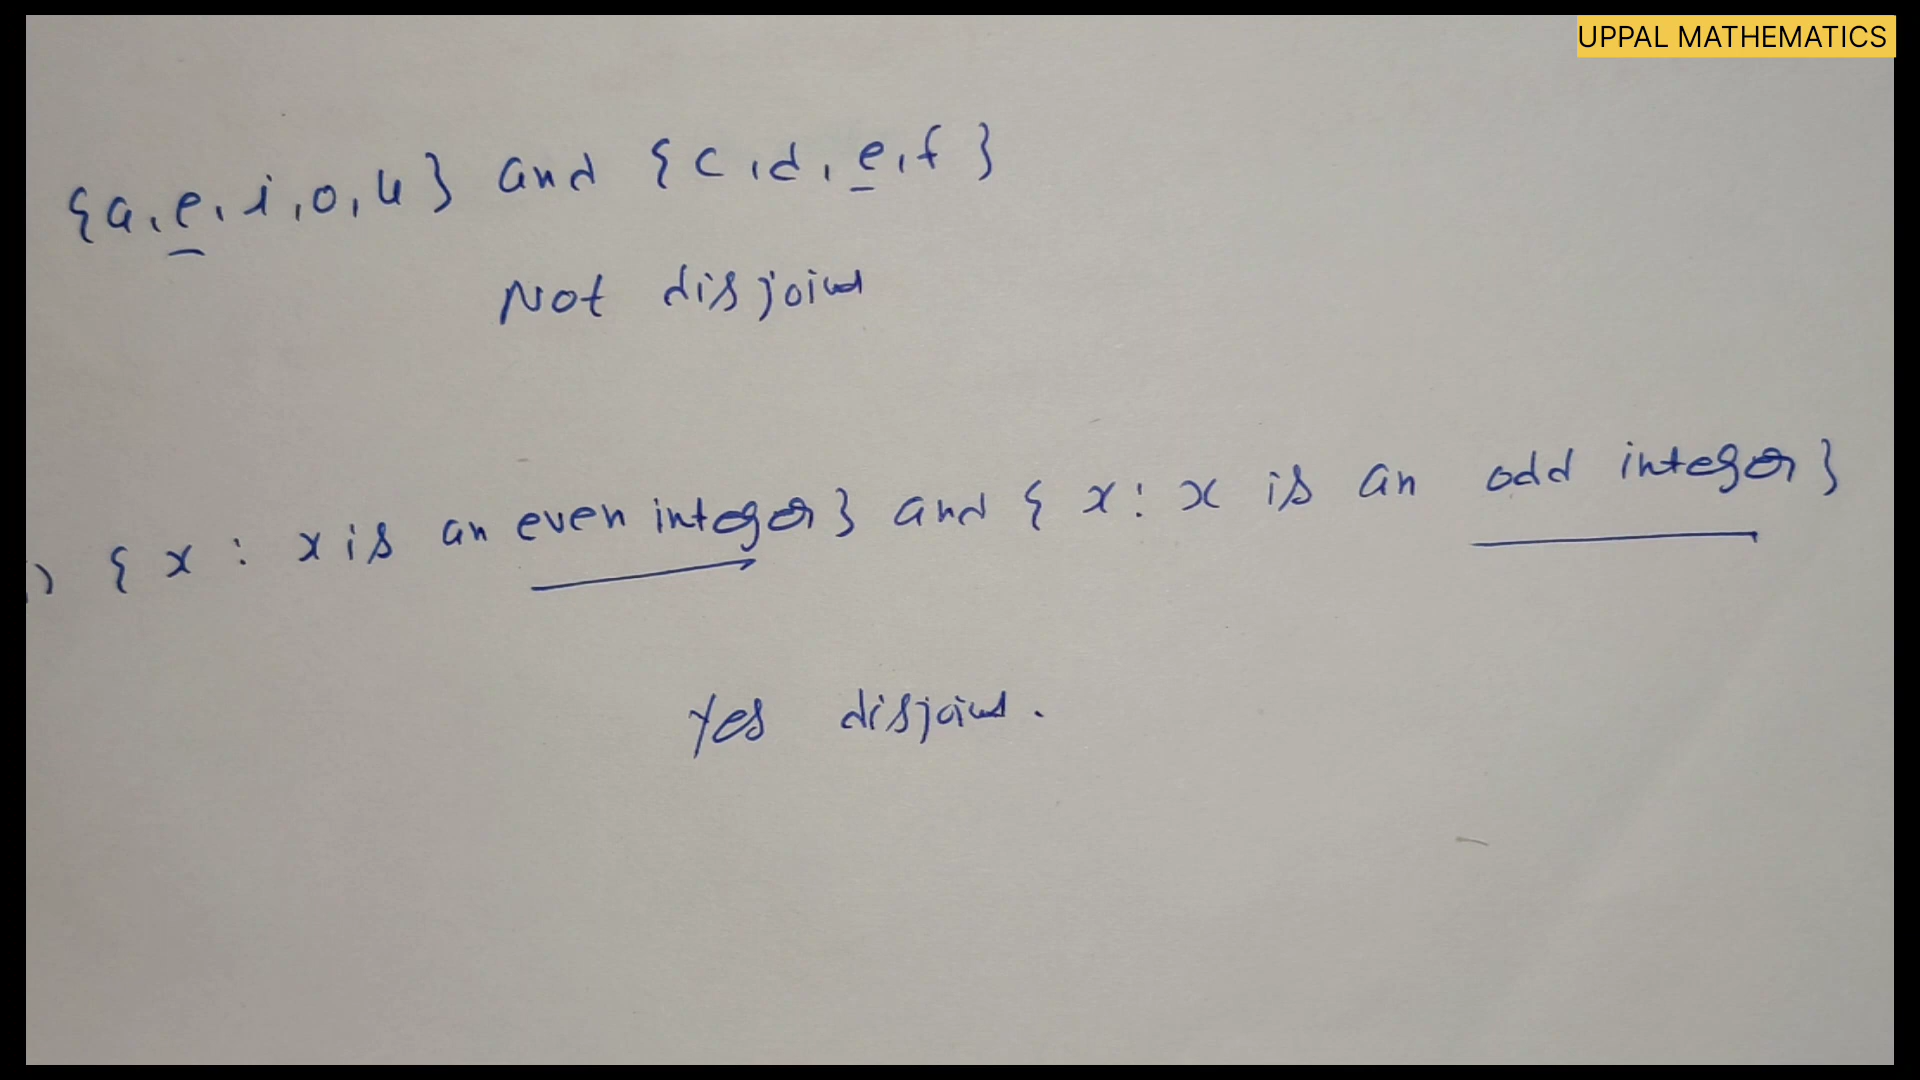 UPPAL MATHEMATICS
{a, e, i, o, u} and {c, d, e, f}
Not disjoint
) {x : x is an even integer} and {x : x is an odd integer}
Yes disjoint.